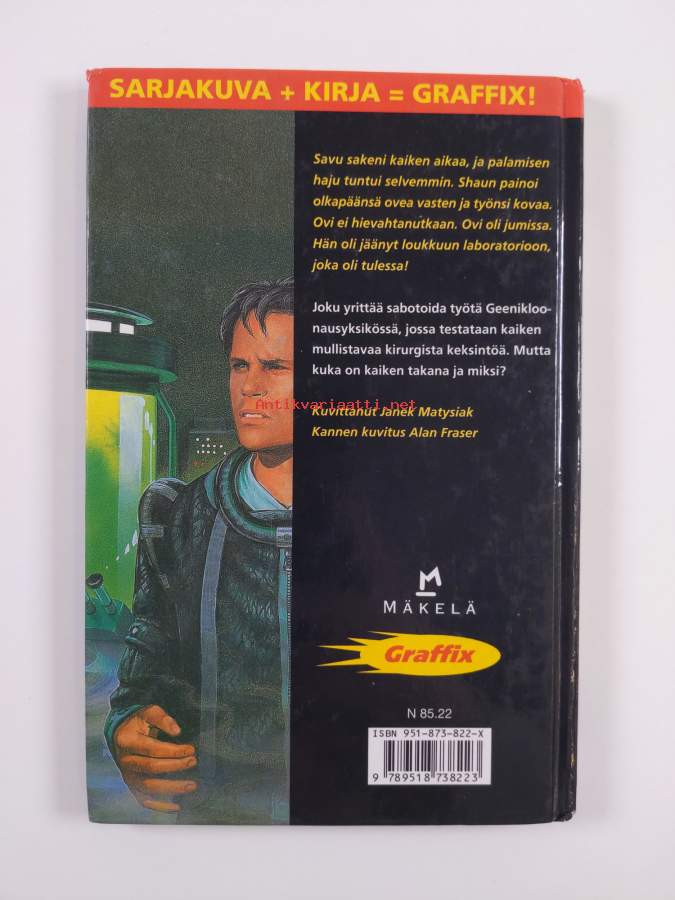 SARJAKUVA + KIRJA = GRAFFIX!
Savu sakeni kaiken aikaa, ja palamisen
haju tuntui selvemmin. Shaun painoi
olkapäänsä ovea vasten ja työnsi kovaa.
Ovi ei hievahtanutkaan. Ovi oli jumissa.
Hän oli jäänyt loukkuun laboratorioon,
joka oli tulessa!
Joku yrittää sabotoida työtä Geenikloo-
nausyksikössä, jossa testataan kaiken
mullistavaa kirurgista keksintöä. Mutta
kuka on kaiken takana ja miksi?
Antikvariaatti.net
Kuvittanut Janek Matysiak
Kannen kuvitus Alan Fraser
M
MÄKELÄ
Graffix
N 85.22
ISBN 951-873-822-X
9 789518 738223